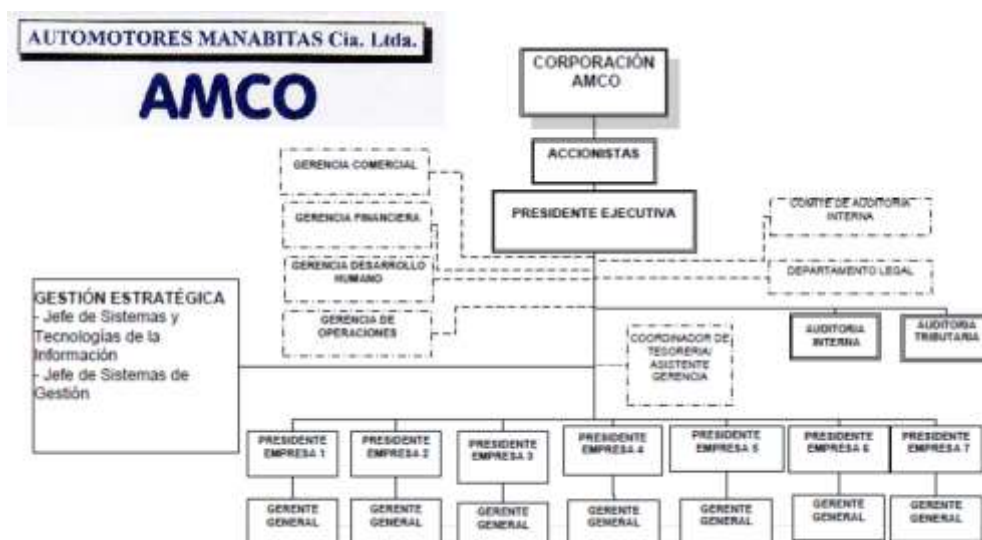 AUTOMOTORES MANABITAS Cia. Ltda.
AMCO
CORPORACIÓN
AMCO
ACCIONISTAS
PRESIDENTE EJECUTIVA
GERENCIA COMERCIAL
GERENCIA FINANCIERA
GERENCIA DESARROLLO
HUMANO
GERENCIA DE
OPERACIONES
COMITE DE AUDITORIA
INTERNA
DEPARTAMENTO LEGAL
AUDITORIA
INTERNA
AUDITORIA
TRIBUTARIA
COORDINADOR DE
TESORERIA/
ASISTENTE
GERENCIA
GESTIÓN ESTRATÉGICA
- Jefe de Sistemas y
Tecnologías de la
Información
- Jefe de Sistemas de
Gestión
PRESIDENTE
EMPRESA 1
PRESIDENTE
EMPRESA 2
PRESIDENTE
EMPRESA 3
PRESIDENTE
EMPRESA 4
PRESIDENTE
EMPRESA 5
PRESIDENTE
EMPRESA 6
PRESIDENTE
EMPRESA 7
GERENTE
GENERAL
GERENTE
GENERAL
GERENTE
GENERAL
GERENTE
GENERAL
GERENTE
GENERAL
GERENTE
GENERAL
GERENTE
GENERAL